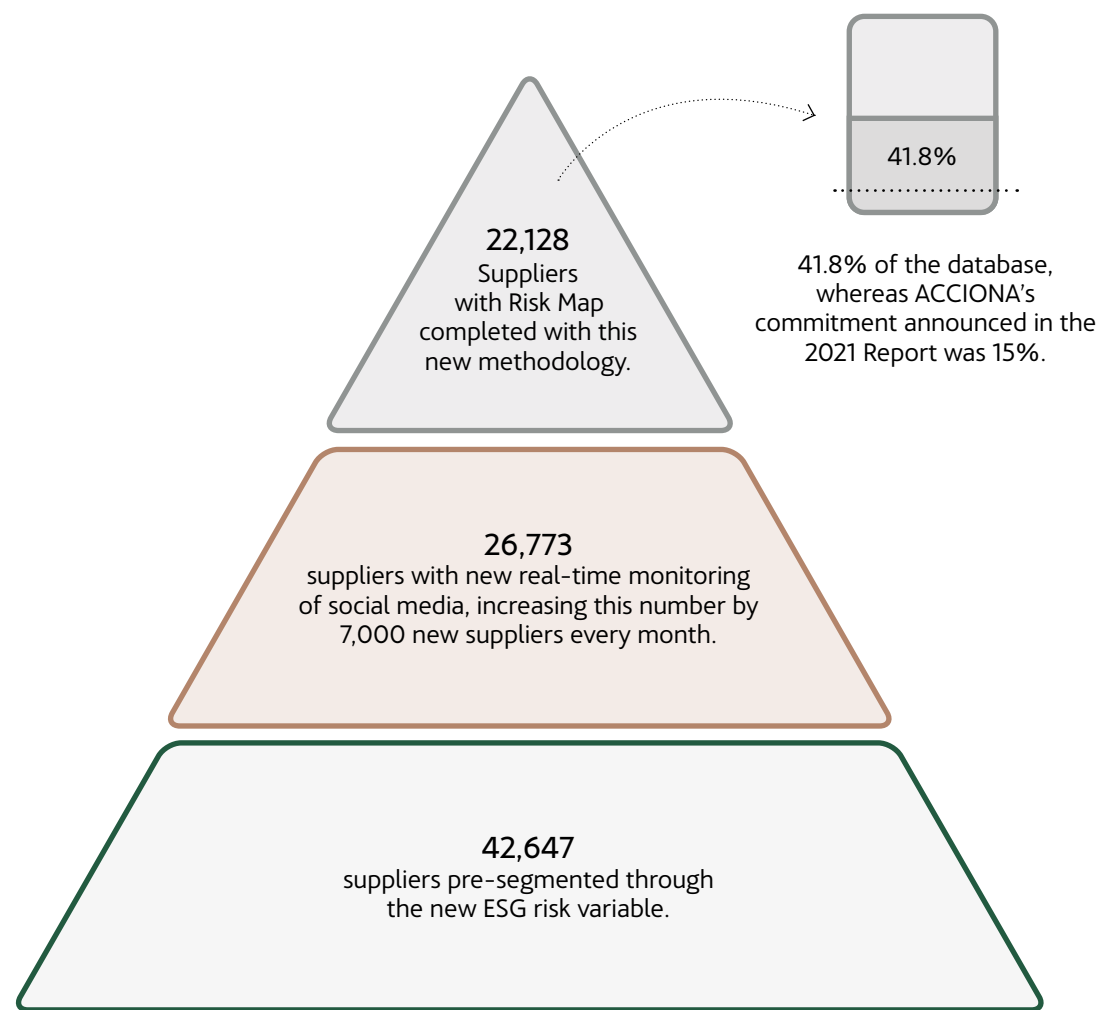 41.8%
22,128
Suppliers
with Risk Map
completed with this
new methodology.
41.8% of the database,
whereas ACCIONA’s
commitment announced in the
2021 Report was 15%.
26,773
suppliers with new real-time monitoring
of social media, increasing this number by
7,000 new suppliers every month.
42,647
suppliers pre-segmented through
the new ESG risk variable.